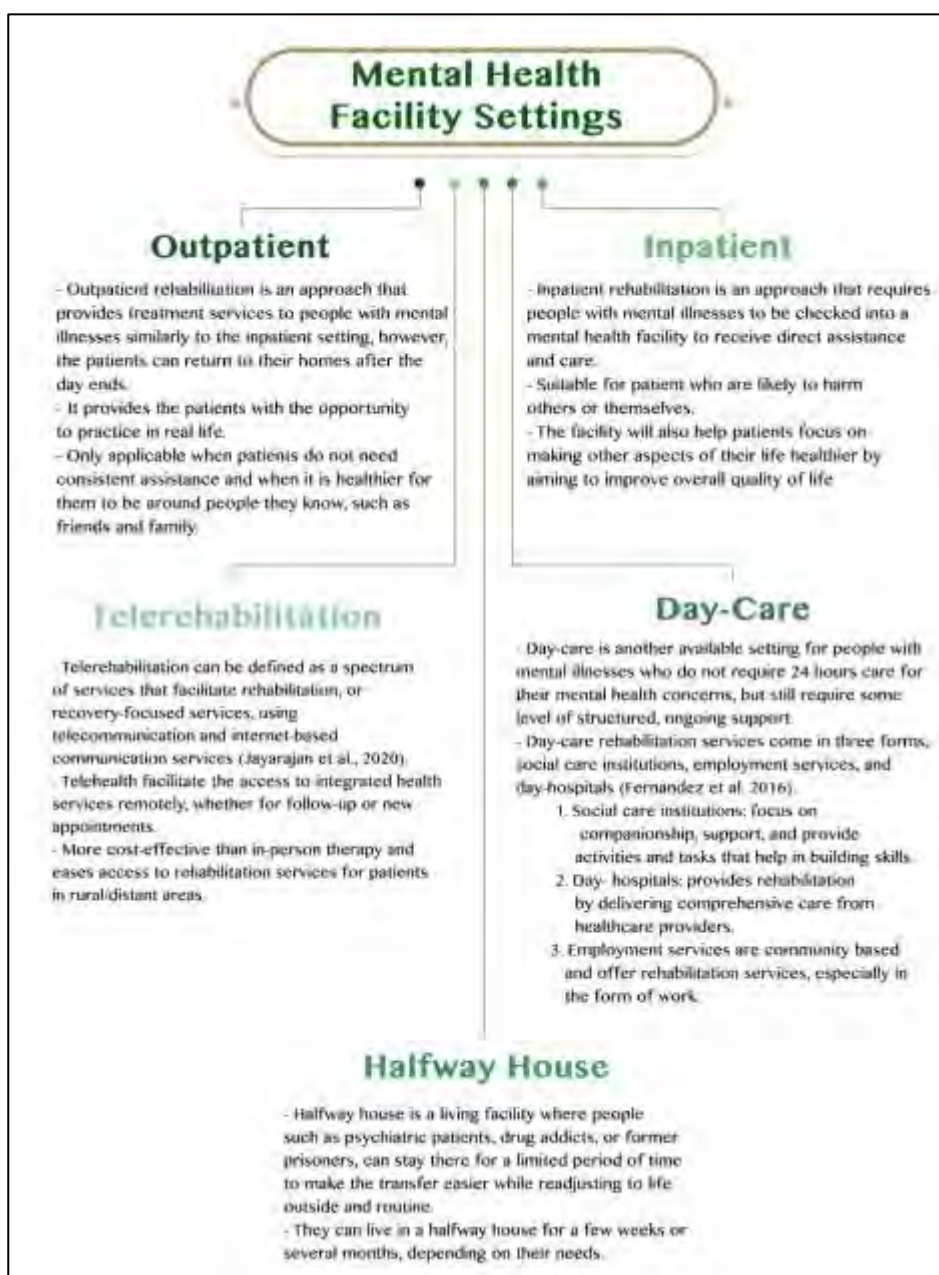 Mental Health
Facility Settings
Outpatient
- Outpatient rehabilitation is an approach that
provides treatment services to people with mental
illnesses similarly to the inpatient setting, however,
the patients can return to their homes after the
day ends.
- It provides the patients with the opportunity
to practice in real life.
- Only applicable when patients do not need
consistent assistance and when it is healthier for
them to be around people they know, such as
friends and family.
Inpatient
- Inpatient rehabilitation is an approach that requires
people with mental illnesses to be checked into a
mental health facility to receive direct assistance
and care.
- Suitable for patient who are likely to harm
others or themselves.
- The facility will also help patients focus on
making other aspects of their life healthier by
aiming to improve overall quality of life
Telerehabilitation
- Telerehabilitation can be defined as a spectrum
of services that facilitate rehabilitation, or
recovery-focused services, using
telecommunication and internet-based
communication services (Jayarajan et al., 2020).
- Telehealth facilitate the access to integrated health
services remotely, whether for follow-up or new
appointments.
- More cost-effective than in-person therapy and
eases access to rehabilitation services for patients
in rural/distant areas.
Day-Care
- Day-care is another available setting for people with
mental illnesses who do not require 24 hours care for
their mental health concerns, but still require some
level of structured, ongoing support.
- Day-care rehabilitation services come in three forms,
social care institutions, employment services, and
day-hospitals (Fernandez et al. 2016).
1. Social care institutions: focus on
companionship, support, and provide
activities and tasks that help in building skills.
2. Day- hospitals: provides rehabilitation
by delivering comprehensive care from
healthcare providers.
3. Employment services are community based
and offer rehabilitation services, especially in
the form of work.
Halfway House
- Halfway house is a living facility where people
such as psychiatric patients, drug addicts, or former
prisoners, can stay there for a limited period of time
to make the transfer easier while readjusting to life
outside and routine.
- They can live in a halfway house for a few weeks or
several months, depending on their needs.